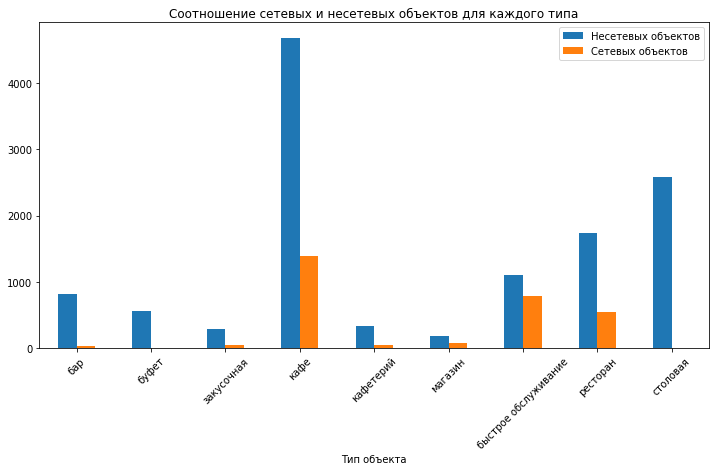 Соотношение сетевых и несетевых объектов для каждого типа
Несетевых объектов
Сетевых объектов
4000
3000
2000
1000
0
бар
буфет
закусочная
кафе
кафетерий
магазин
быстрое обслуживание
ресторан
столовая
Тип объекта